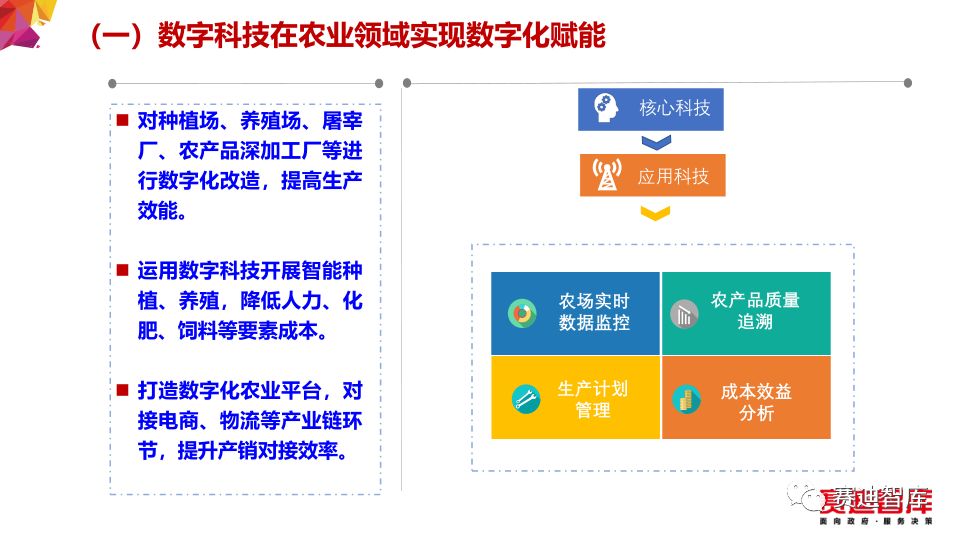 （一）数字科技在农业领域实现数字化赋能
对种植场、养殖场、屠宰
厂、农产品深加工厂等进
行数字化改造，提高生产
效能。
运用数字科技开展智能种
植、养殖，降低人力、化
肥、饲料等要素成本。
打造数字化农业平台，对
接电商、物流等产业链环
节，提升产销对接效率。
核心科技
应用科技
农场实时
数据监控
农产品质量
追溯
生产计划
管理
成本效益
分析
赛迪智库
赛迪智库
面向政府·服务决策